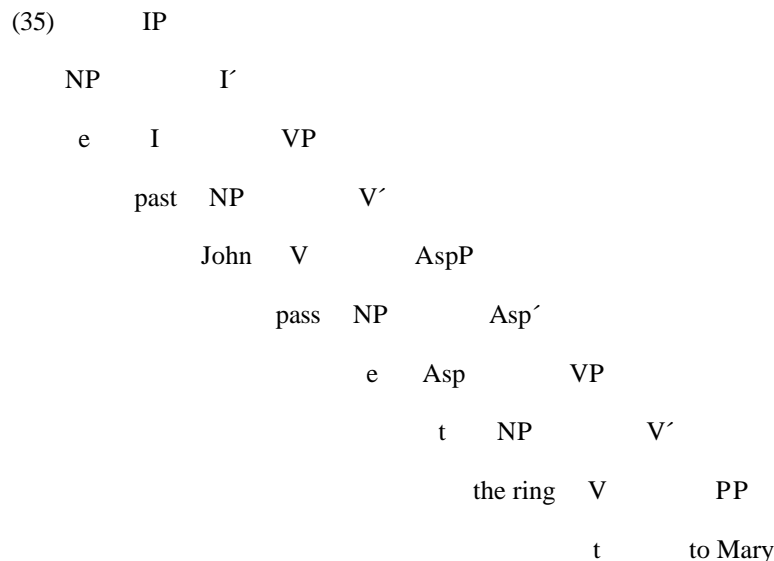 (35) IP
NP I´
e I VP
past NP V´
John V AspP
pass NP Asp´
e Asp VP
t NP V´
the ring V PP
t to Mary